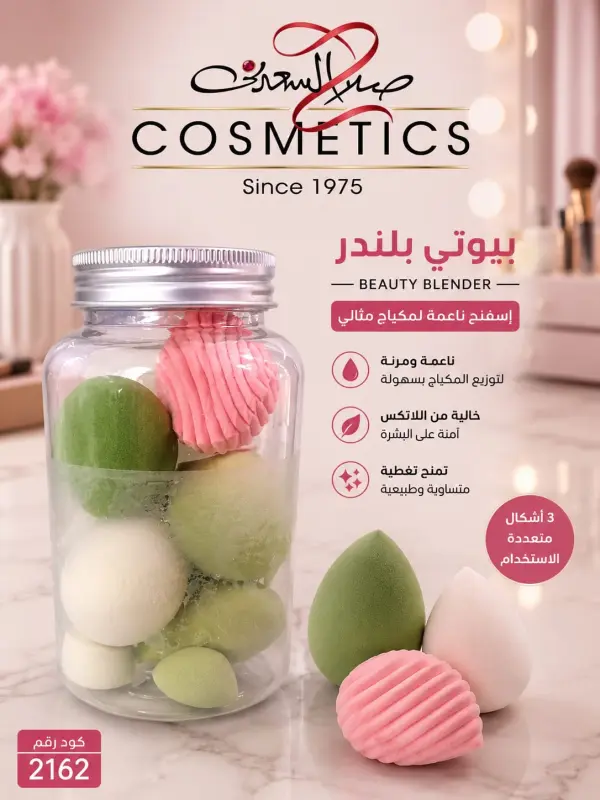 صلاح السعدني
COSMETICS
Since 1975
بيوتي بلندر
BEAUTY BLENDER
إسفنج ناعمة لمكياج مثالي
ناعمة ومرنة
لتوزيع المكياج بسهولة
خالية من اللاتكس
آمنة على البشرة
تمنح تغطية
متساوية وطبيعية
3 أشكال
متعددة
الاستخدام
كود رقم
2162